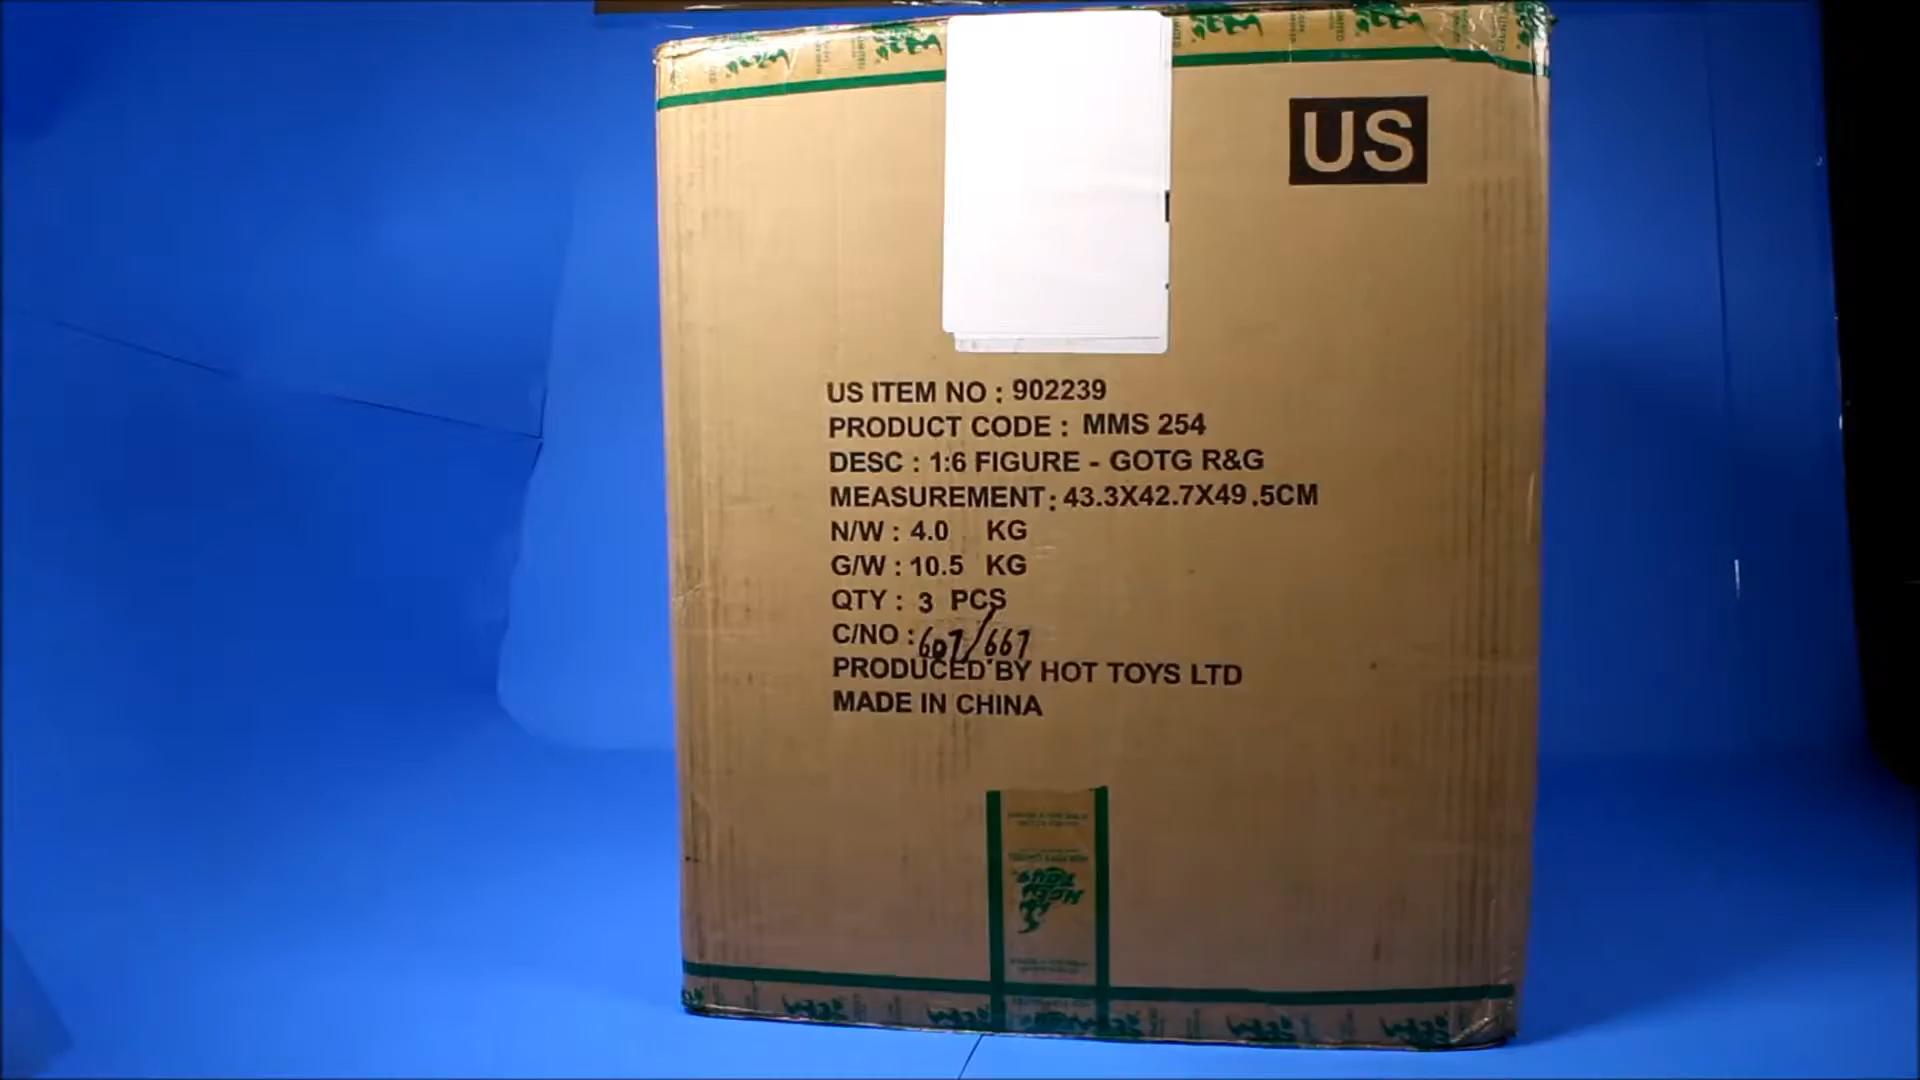 US
US ITEM NO : 902239
PRODUCT CODE : MMS 254
DESC : 1:6 FIGURE - GOTG R&G
MEASUREMENT : 43.3X42.7X49.5CM
N/W : 4.0 KG
G/W : 10.5 KG
QTY : 3 PCS
C/NO : 607/667
PRODUCED BY HOT TOYS LTD
MADE IN CHINA
HOT TOYS